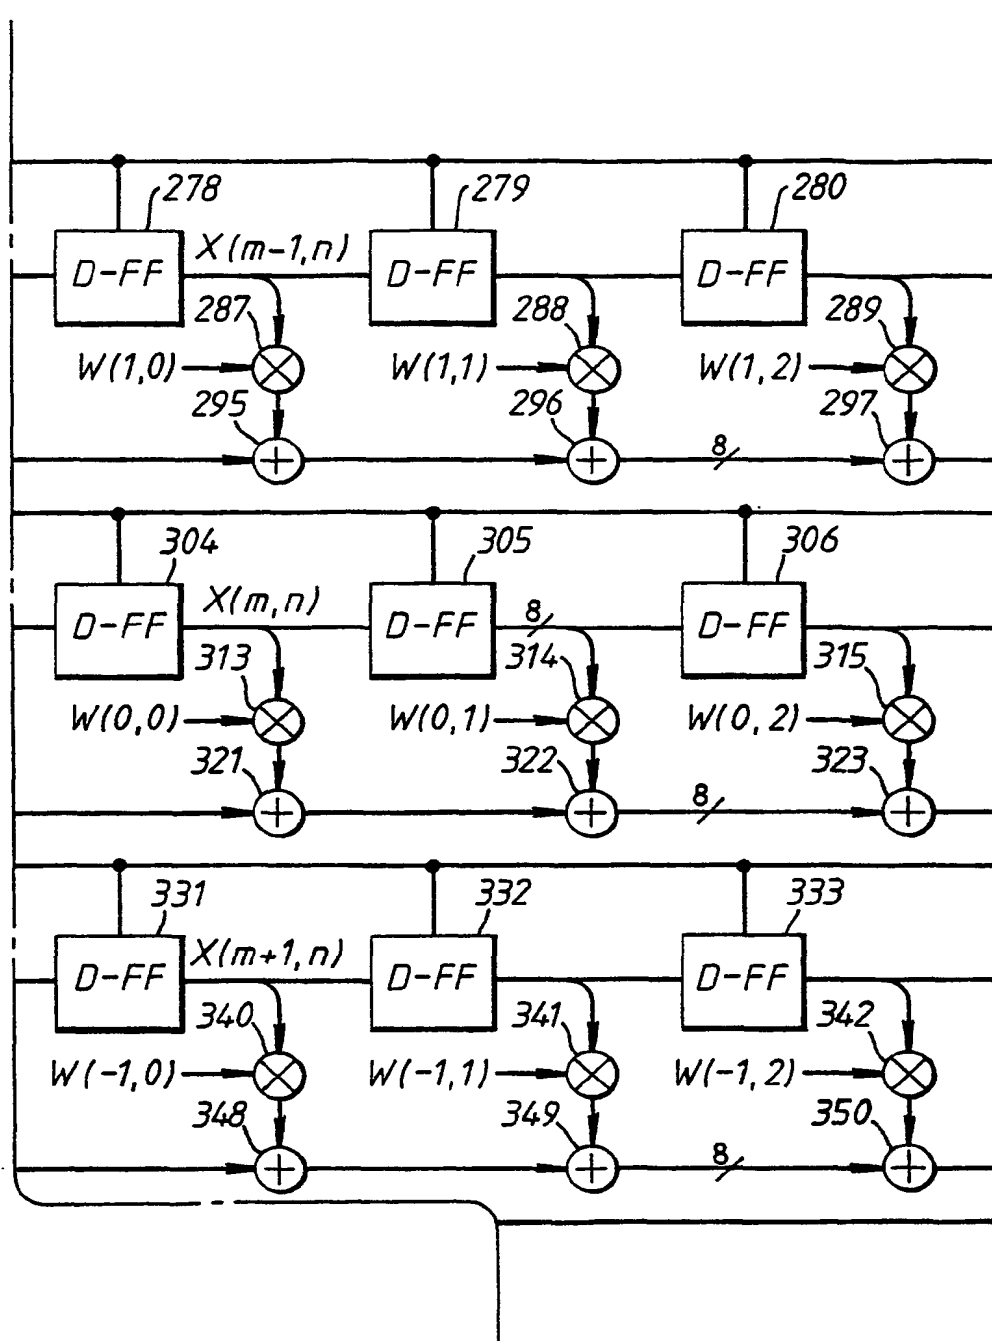 278 279 280
D-FF X(m-1,n) D-FF D-FF
287 288 289
W(1,0) W(1,1) W(1,2)
295 296 297
8
304 305 306
D-FF X(m,n) D-FF 8 D-FF
313 314 315
W(0,0) W(0,1) W(0,2)
321 322 323
8
331 332 333
D-FF X(m+1,n) D-FF D-FF
340 341 342
W(-1,0) W(-1,1) W(-1,2)
348 349 350
8